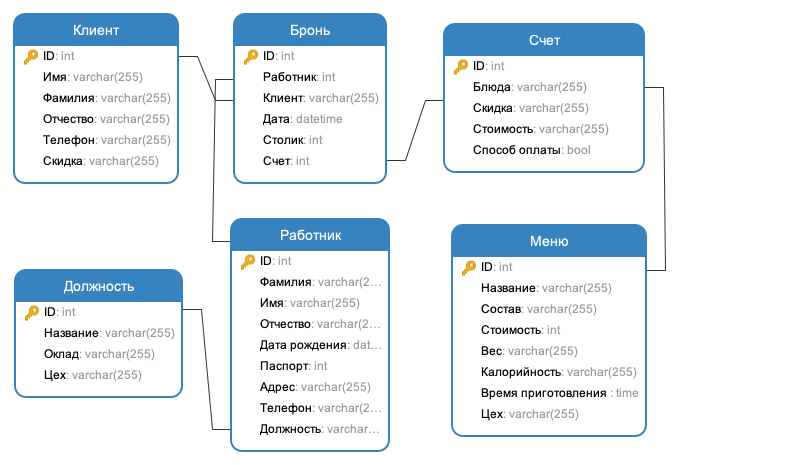 Клиент
ID: int
Имя: varchar(255)
Фамилия: varchar(255)
Отчество: varchar(255)
Телефон: varchar(255)
Скидка: varchar(255)
Бронь
ID: int
Работник: int
Клиент: varchar(255)
Дата: datetime
Столик: int
Счет: int
Счет
ID: int
Блюда: varchar(255)
Скидка: varchar(255)
Стоимость: varchar(255)
Способ оплаты: bool
Должность
ID: int
Название: varchar(255)
Оклад: varchar(255)
Цех: varchar(255)
Работник
ID: int
Фамилия: varchar(2...
Имя: varchar(255)
Отчество: varchar(2...
Дата рождения: dat...
Паспорт: int
Адрес: varchar(255)
Телефон: varchar(2...
Должность: varchar...
Меню
ID: int
Название: varchar(255)
Состав: varchar(255)
Стоимость: int
Вес: varchar(255)
Калорийность: varchar(255)
Время приготовления : time
Цех: varchar(255)